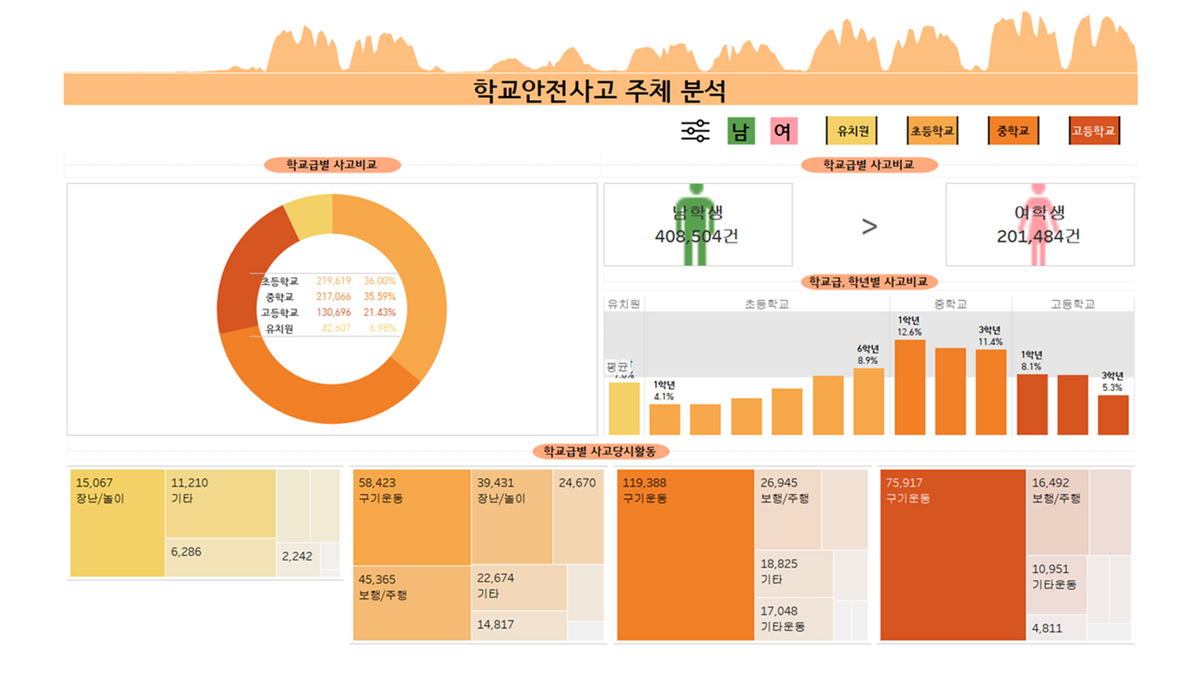 학교안전사고 주체 분석
남 여 유치원 초등학교 중학교 고등학교
학교급별 사고비교
학교급별 사고비교
초등학교 219,619 36.00%
중학교 217,066 35.59%
고등학교 130,696 21.43%
유치원 42,607 6.98%
남학생
408,504건
>
여학생
201,484건
학교급, 학년별 사고비교
유치원 초등학교 중학교 고등학교
평균
1학년
4.1%
6학년
8.9%
1학년
12.6%
3학년
11.4%
1학년
8.1%
3학년
5.3%
학교급별 사고당시활동
15,067
장난/놀이
11,210
기타
6,286
2,242
58,423
구기운동
39,431
장난/놀이
24,670
45,365
보행/주행
22,674
기타
14,817
119,388
구기운동
26,945
보행/주행
18,825
기타
17,048
기타운동
75,917
구기운동
16,492
보행/주행
10,951
기타운동
4,811